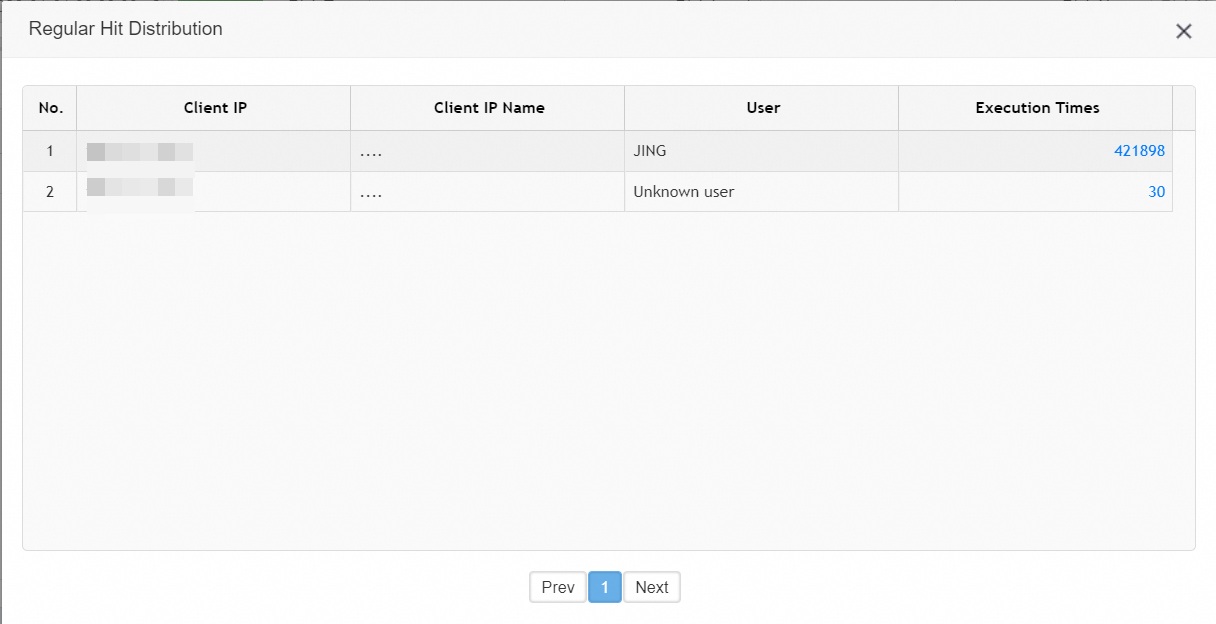 Regular Hit Distribution
No. Client IP Client IP Name User Execution Times
1 .... JING 421898
2 .... Unknown user 30
Prev 1 Next